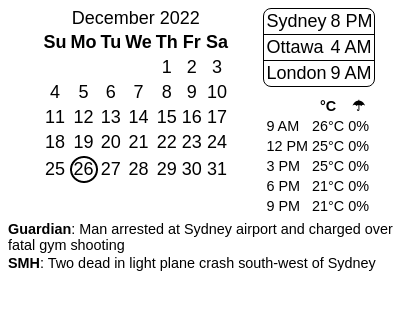 December 2022
Su Mo Tu We Th Fr Sa
1 2 3
4 5 6 7 8 9 10
11 12 13 14 15 16 17
18 19 20 21 22 23 24
25 26 27 28 29 30 31
Sydney 8 PM
Ottawa 4 AM
London 9 AM
°C ☂
9 AM 26°C 0%
12 PM 25°C 0%
3 PM 25°C 0%
6 PM 21°C 0%
9 PM 21°C 0%
Guardian: Man arrested at Sydney airport and charged over
fatal gym shooting
SMH: Two dead in light plane crash south-west of Sydney